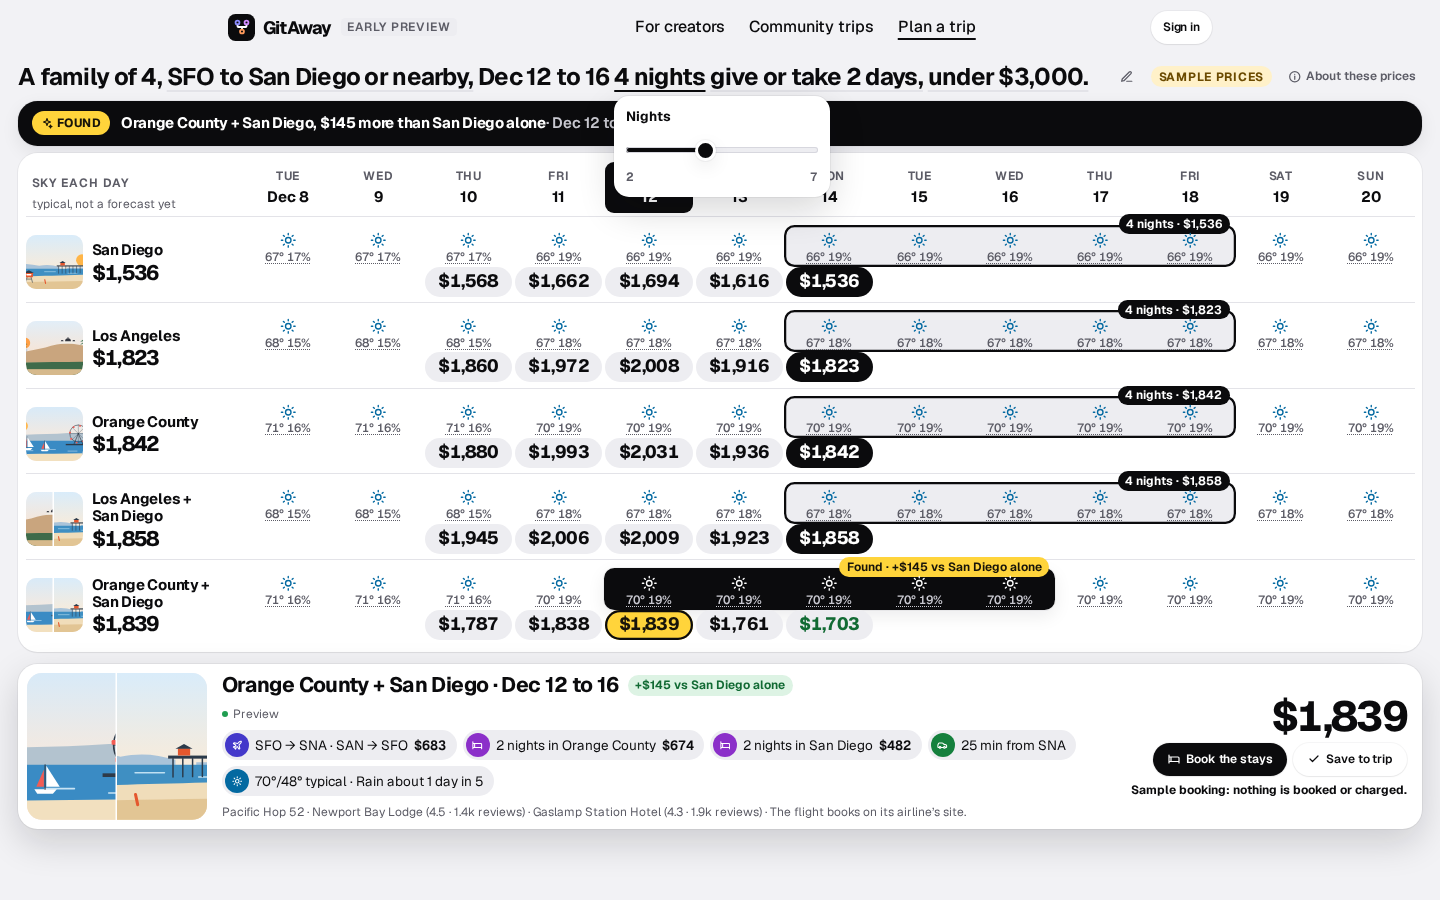 GitAway EARLY PREVIEW For creators Community trips Plan a trip Sign in
A family of 4, SFO to San Diego or nearby, Dec 12 to 16 4 nights give or take 2 days, under $3,000. SAMPLE PRICES About these prices
FOUND Orange County + San Diego, $145 more than San Diego alone · Dec 12 to
Nights
2 7
SKY EACH DAY
typical, not a forecast yet
TUE WED THU FRI ON TUE WED THU FRI SAT SUN
Dec 8 9 10 11 12 13 14 15 16 17 18 19 20
4 nights · $1,536
San Diego
67° 17% 67° 17% 67° 17% 66° 19% 66° 19% 66° 19% 66° 19% 66° 19% 66° 19% 66° 19% 66° 19% 66° 19% 66° 19%
$1,536
$1,568 $1,662 $1,694 $1,616 $1,536
4 nights · $1,823
Los Angeles
68° 15% 68° 15% 68° 15% 67° 18% 67° 18% 67° 18% 67° 18% 67° 18% 67° 18% 67° 18% 67° 18% 67° 18% 67° 18%
$1,823
$1,860 $1,972 $2,008 $1,916 $1,823
4 nights · $1,842
Orange County
71° 16% 71° 16% 71° 16% 70° 19% 70° 19% 70° 19% 70° 19% 70° 19% 70° 19% 70° 19% 70° 19% 70° 19% 70° 19%
$1,842
$1,880 $1,993 $2,031 $1,936 $1,842
4 nights · $1,858
Los Angeles +
San Diego
68° 15% 68° 15% 68° 15% 67° 18% 67° 18% 67° 18% 67° 18% 67° 18% 67° 18% 67° 18% 67° 18% 67° 18% 67° 18%
$1,858
$1,945 $2,006 $2,009 $1,923 $1,858
Found · +$145 vs San Diego alone
Orange County +
San Diego
71° 16% 71° 16% 71° 16% 70° 19% 70° 19% 70° 19% 70° 19% 70° 19% 70° 19% 70° 19% 70° 19% 70° 19% 70° 19%
$1,839
$1,787 $1,838 $1,839 $1,761 $1,703
Orange County + San Diego · Dec 12 to 16 +$145 vs San Diego alone
Preview
SFO → SNA · SAN → SFO $683 2 nights in Orange County $674 2 nights in San Diego $482 25 min from SNA
70°/48° typical · Rain about 1 day in 5
Pacific Hop 52 · Newport Bay Lodge (4.5 · 1.4k reviews) · Gaslamp Station Hotel (4.3 · 1.9k reviews) · The flight books on its airline's site.
$1,839
Book the stays Save to trip
Sample booking: nothing is booked or charged.